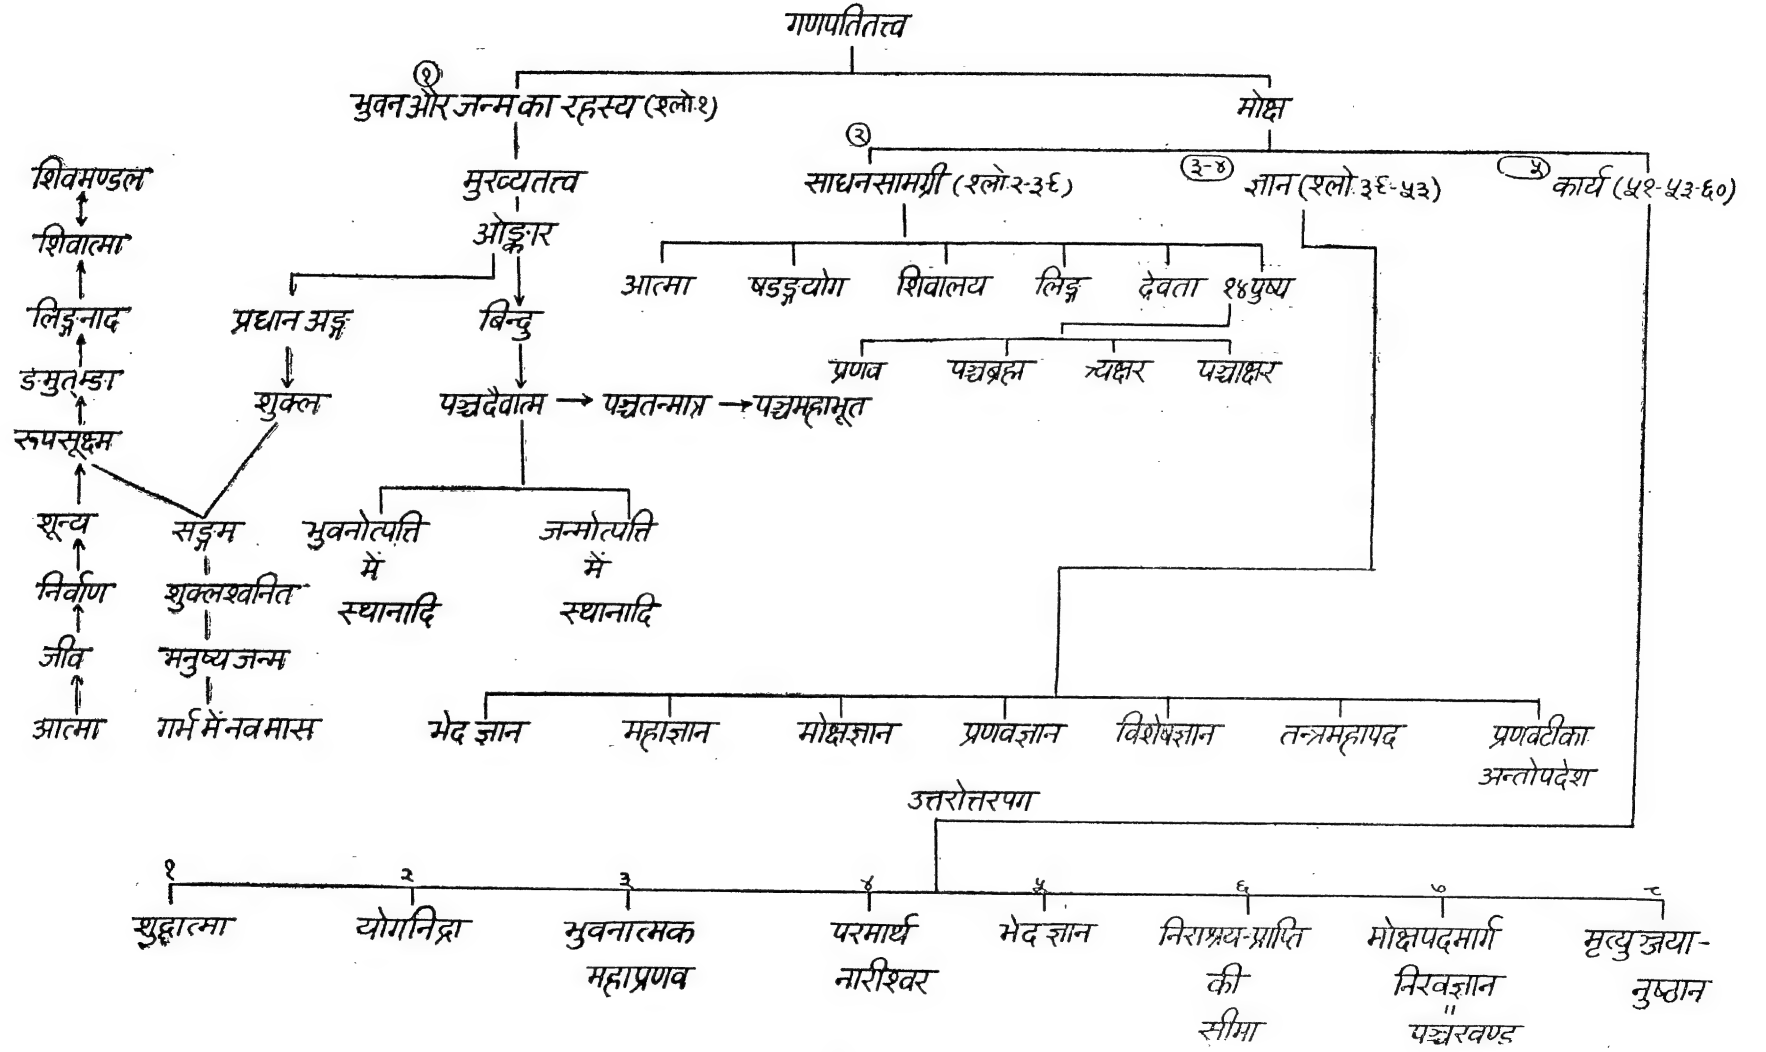 गणपतितत्त्व
१
भुवन और जन्म का रहस्य (श्लो.१)
मोक्ष
२
साधनसामग्री (श्लो.२-३६)
३-४
ज्ञान (श्लो.३६-५३)
५
कार्य (५१-५३-६०)
शिवमण्डल
शिवात्मा
लिङ्गनाद
रूपसूक्ष्म
शून्य
निर्वाण
जीव
आत्मा
मुख्यतत्त्व
ओङ्कार
प्रधान अङ्ग
शुक्ल
बिन्दु
पञ्चदैवात्म
पञ्चतन्मात्र
पञ्चमहाभूत
आत्मा
षडङ्गयोग
शिवालय
लिङ्ग
देवता
१४पुष्प
प्रणव
पञ्चब्रह्म
त्र्यक्षर
पञ्चाक्षर
सङ्गम
शुक्लश्वनित
मनुष्य जन्म
गर्भ में नव मास
भुवनोत्पत्ति
में
स्थानादि
जन्मोत्पत्ति
में
स्थानादि
भेद ज्ञान
महाज्ञान
मोक्षज्ञान
प्रणवज्ञान
विशेषज्ञान
तन्त्रमहापद
प्रणवटीका
अन्तोपदेश
उत्तरोत्तरपग
१
शुद्धात्मा
२
योगनिद्रा
३
भुवनात्मक
महाप्रणव
४
परमार्थ
नारीश्वर
५
भेद ज्ञान
६
निराश्रय-प्राप्ति
की
सीमा
७
मोक्षपदमार्ग
निरवज्ञान
"
पञ्चखण्ड
८
मृत्युञ्जया-
नुष्ठान